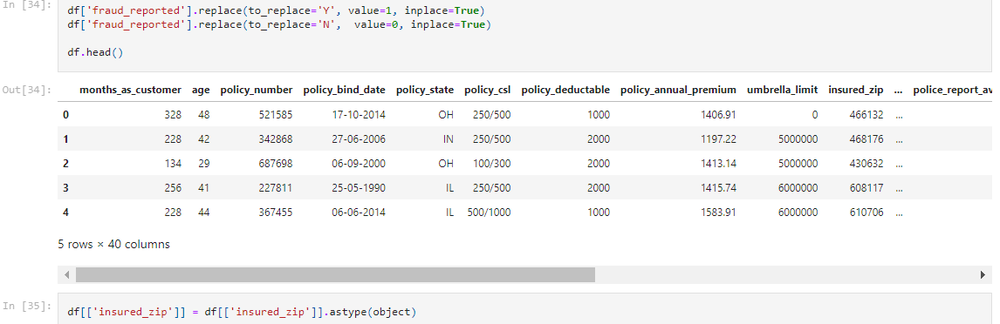 In [34]: df['fraud_reported'].replace(to_replace='Y', value=1, inplace=True)
df['fraud_reported'].replace(to_replace='N',  value=0, inplace=True)
df.head()
Out[34]: months_as_customer age policy_number policy_bind_date policy_state policy_csl policy_deductable policy_annual_premium umbrella_limit insured_zip ... police_report_av
0 328 48 521585 17-10-2014 OH 250/500 1000 1406.91 0 466132 ...
1 228 42 342868 27-06-2006 IN 250/500 2000 1197.22 5000000 468176 ...
2 134 29 687698 06-09-2000 OH 100/300 2000 1413.14 5000000 430632 ...
3 256 41 227811 25-05-1990 IL 250/500 2000 1415.74 6000000 608117 ...
4 228 44 367455 06-06-2014 IL 500/1000 1000 1583.91 6000000 610706 ...
5 rows × 40 columns
In [35]: df[['insured_zip']] = df[['insured_zip']].astype(object)